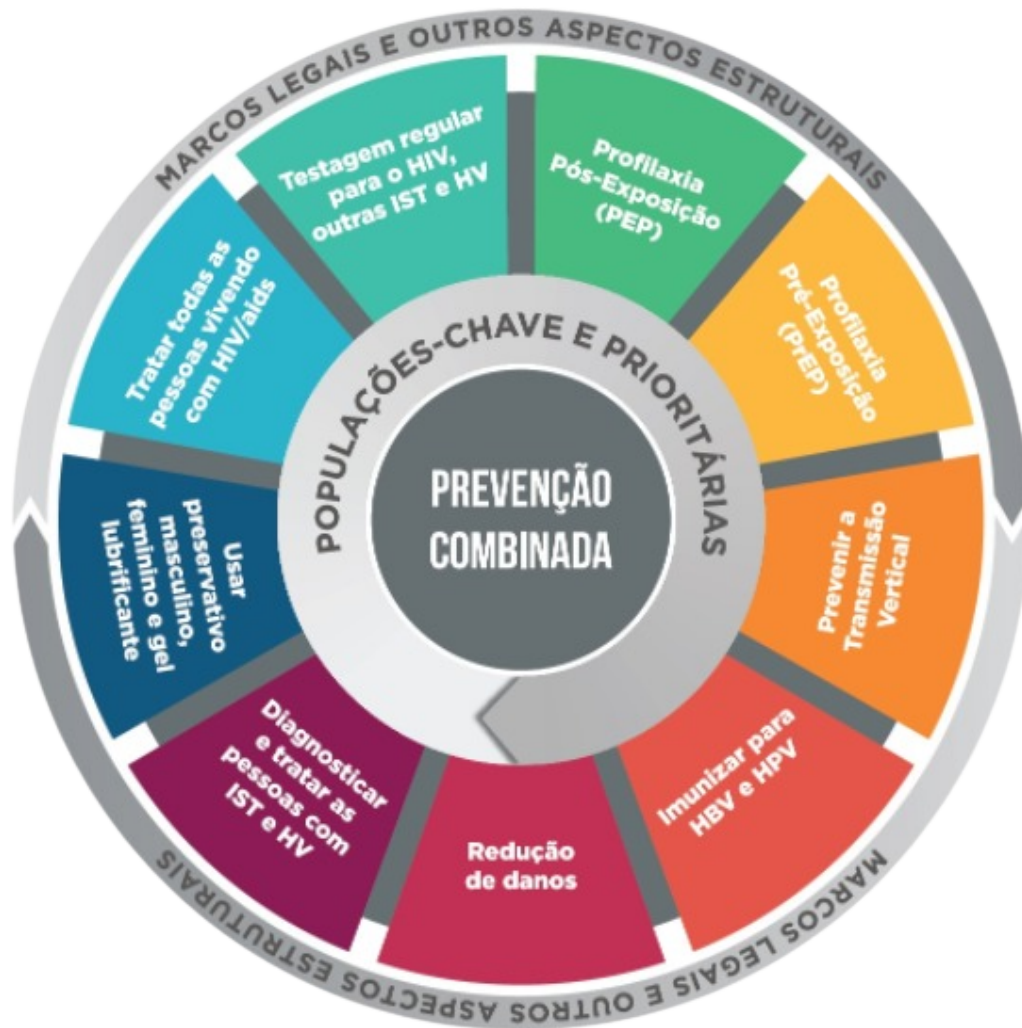 MARCOS LEGAIS E OUTROS ASPECTOS ESTRUTURAIS
Testagem regular
para o HIV,
outras IST e HV
Profilaxia
Pós-Exposição
(PEP)
Profilaxia
Pré-Exposição
(PrEP)
Prevenir a
Transmissão
Vertical
Imunizar para
HBV e HPV
Redução
de danos
Diagnosticar
e tratar as
pessoas com
IST e HV
Usar
preservativo
masculino,
feminino e gel
lubrificante
Tratar todas as
pessoas vivendo
com HIV/aids
POPULAÇÕES-CHAVE E PRIORITÁRIAS
PREVENÇÃO
COMBINADA
MARCOS LEGAIS E OUTROS ASPECTOS ESTRUTURAIS